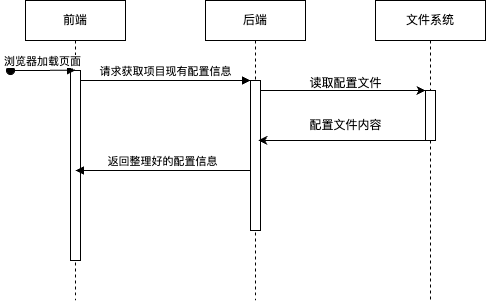 前端
后端
文件系统
浏览器加载页面
请求获取项目现有配置信息
读取配置文件
配置文件内容
返回整理好的配置信息